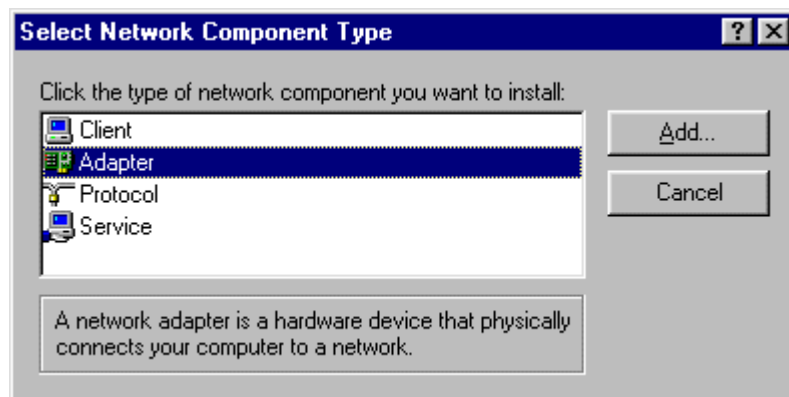 Select Network Component Type
Click the type of network component you want to install:
Client
Adapter
Protocol
Service
Add...
Cancel
A network adapter is a hardware device that physically
connects your computer to a network.